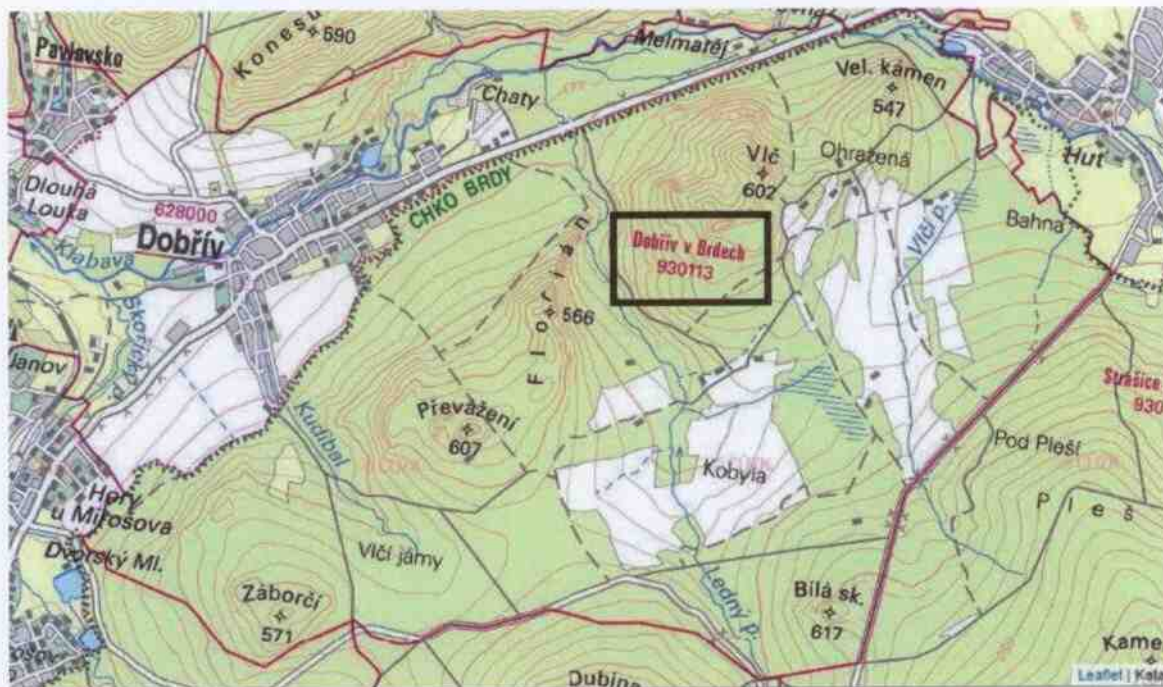 Pavlovsko
Konesu
590
Melmatěj
Chaty
Vel. kámen
547
Vlč
602
Ohražená
Huť
Dlouhá
Louka
628000
Dobřív
CHKO BRDY
Klabava
Skořický p.
Florián
566
Dobřív v Brdech
930113
Vlčí p.
Bahna
Janov
Převážení
607
Kudibal
Kobyla
Strašice
930
Pod Pleší
Pleš
Hory
u Mirošova
Dvorský Ml.
Vlčí jámy
Záborčí
571
Ledný p.
Bílá sk.
617
Dubina
Kame
Leaflet | Kata